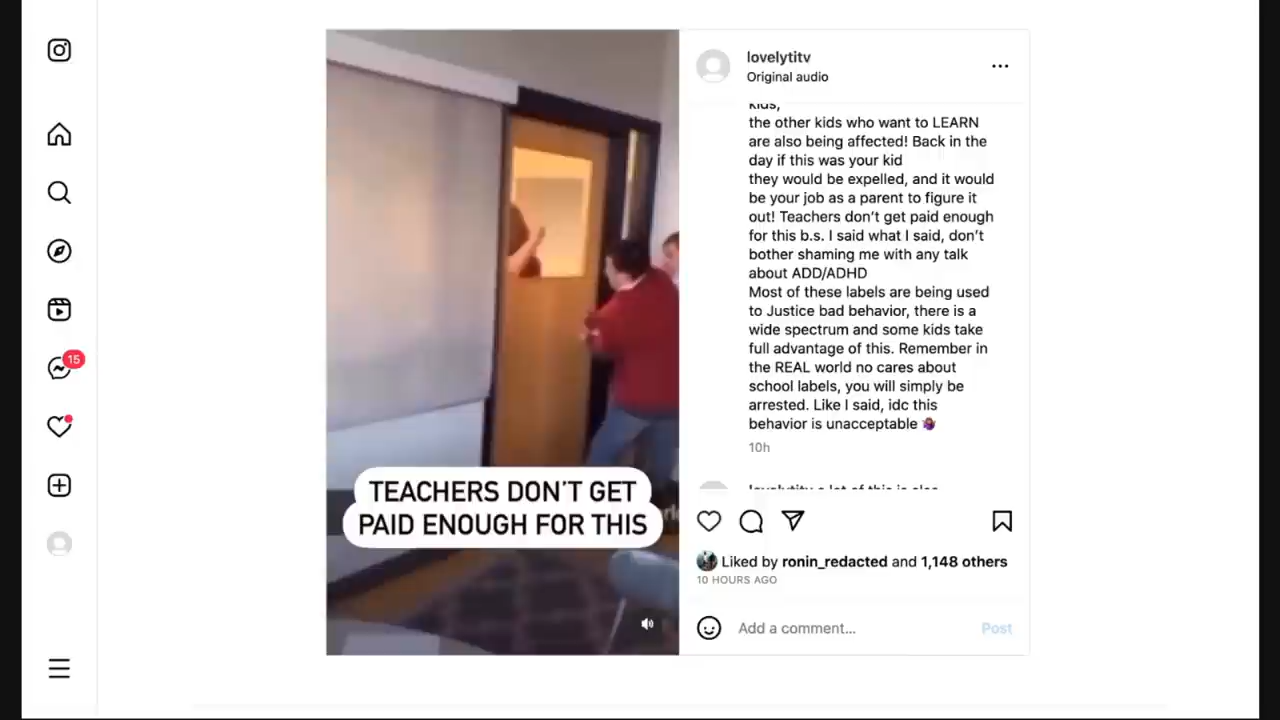 15
TEACHERS DON'T GET
PAID ENOUGH FOR THIS
lovelytitv
Original audio
kids,
the other kids who want to LEARN
are also being affected! Back in the
day if this was your kid
they would be expelled, and it would
be your job as a parent to figure it
out! Teachers don't get paid enough
for this b.s. I said what I said, don't
bother shaming me with any talk
about ADD/ADHD
Most of these labels are being used
to Justice bad behavior, there is a
wide spectrum and some kids take
full advantage of this. Remember in
the REAL world no cares about
school labels, you will simply be
arrested. Like I said, idc this
behavior is unacceptable 🤷🏾‍♀️
10h
lovelytitv a lot of this is also
Liked by ronin_redacted and 1,148 others
10 HOURS AGO
Add a comment...
Post